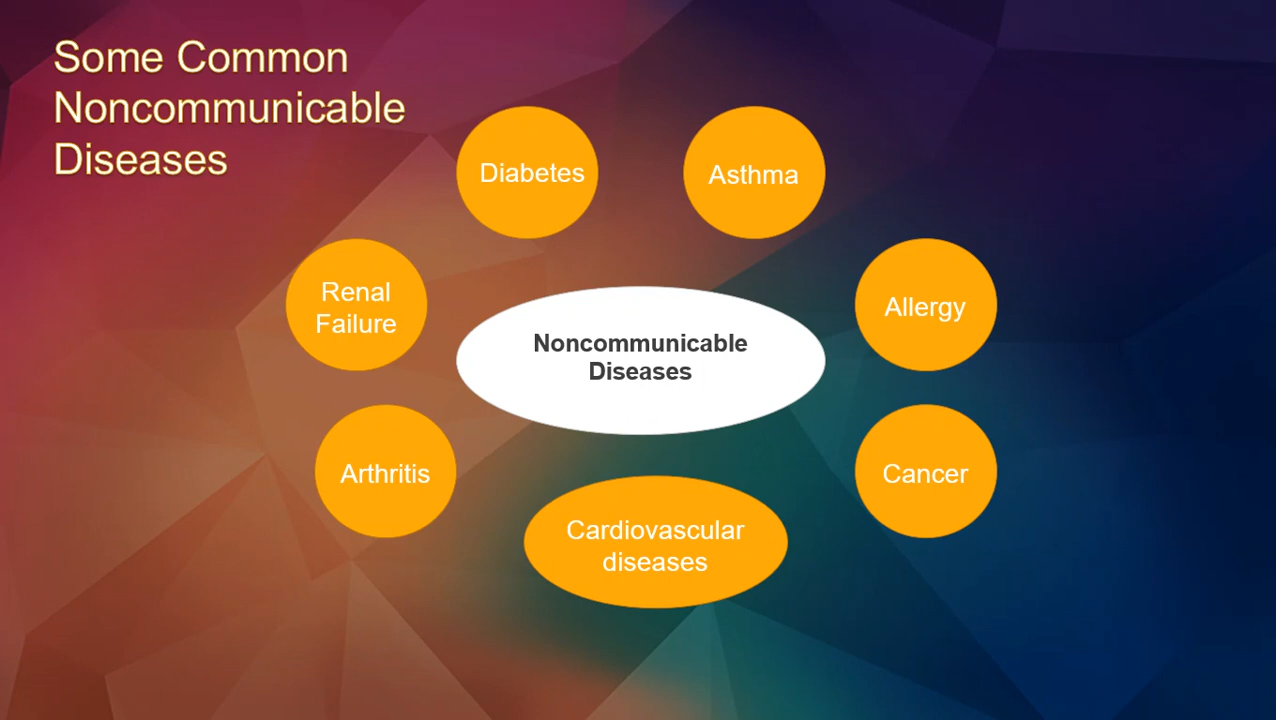 Some Common
Noncommunicable
Diseases
Diabetes
Asthma
Renal
Failure
Allergy
Noncommunicable
Diseases
Arthritis
Cancer
Cardiovascular
diseases